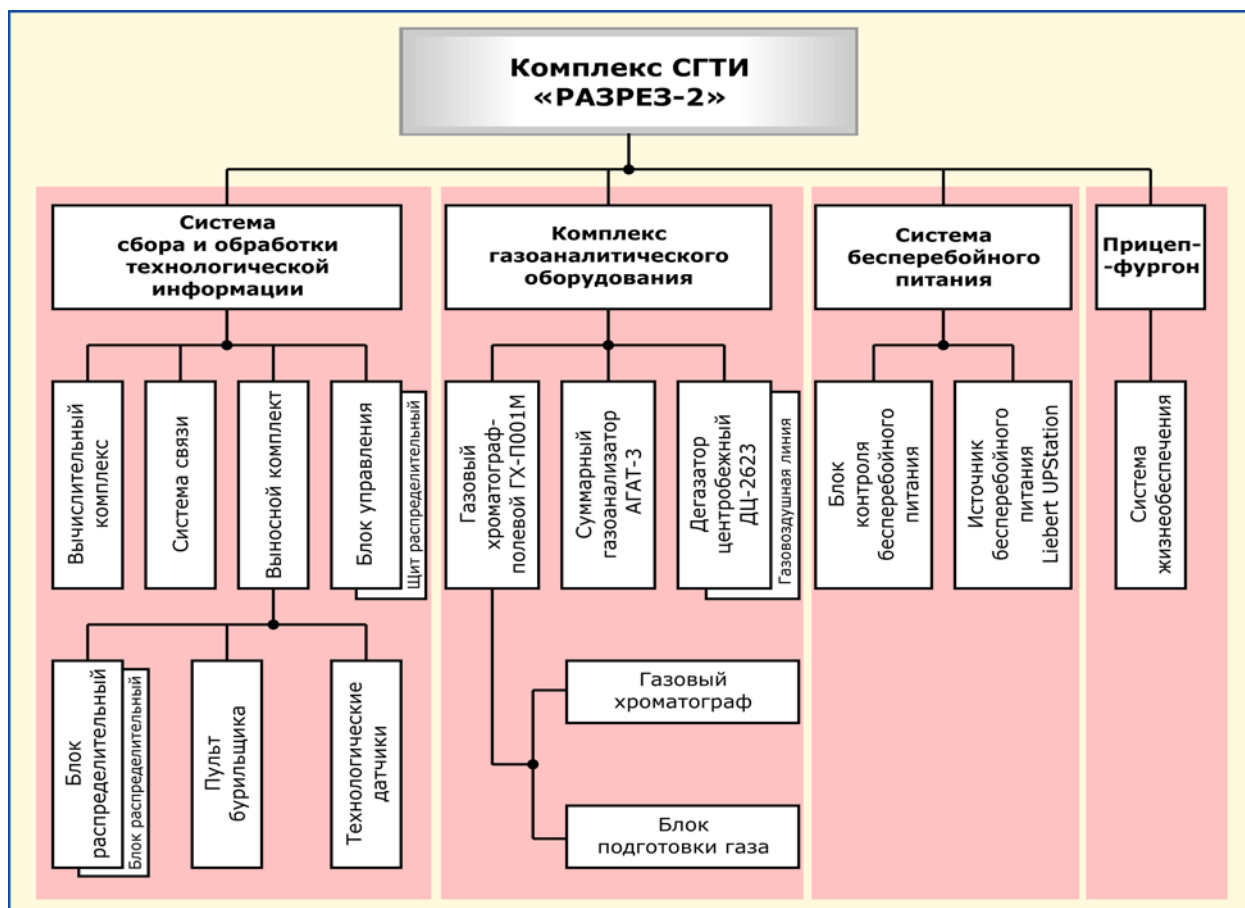 Комплекс СГТИ
«РАЗРЕЗ-2»
Система
сбора и обработки
технологической
информации
Комплекс
газоаналитического
оборудования
Система
бесперебойного
питания
Прицеп-
-фургон
Вычислительный
комплекс
Система связи
Выносной комплект
Блок управления
Щит распределительный
Газовый
хроматограф-
полевой ГХ-П001М
Суммарный
газоанализатор
АГАТ-3
Дегазатор
центробежный
ДЦ-2623
Газовоздушная линия
Блок
контроля
бесперебойного
питания
Источник
бесперебойного
питания
Liebert UPStation
Система
жизнеобеспечения
Блок
распределительный
Блок распределительный
Пульт
бурильщика
Технологические
датчики
Газовый
хроматограф
Блок
подготовки газа